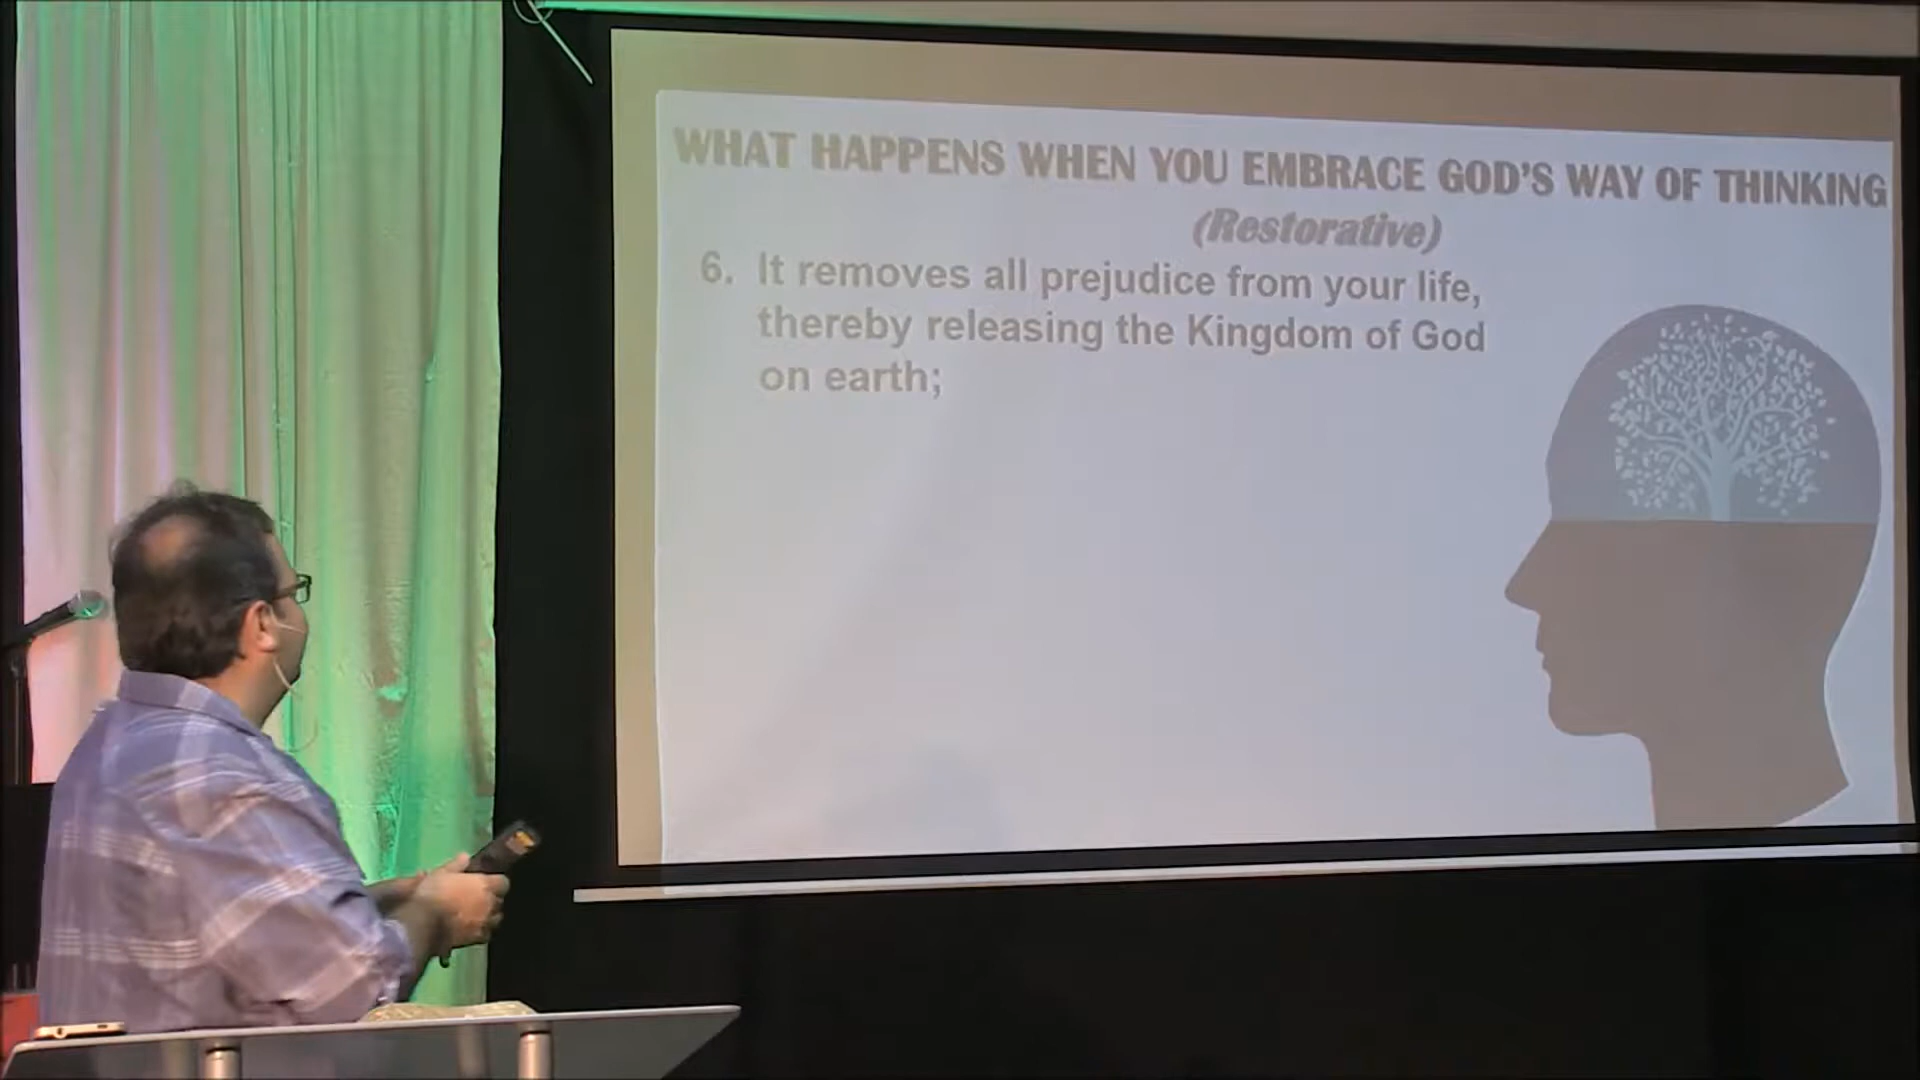 WHAT HAPPENS WHEN YOU EMBRACE GOD'S WAY OF THINKING
(Restorative)
6. It removes all prejudice from your life,
thereby releasing the Kingdom of God
on earth;